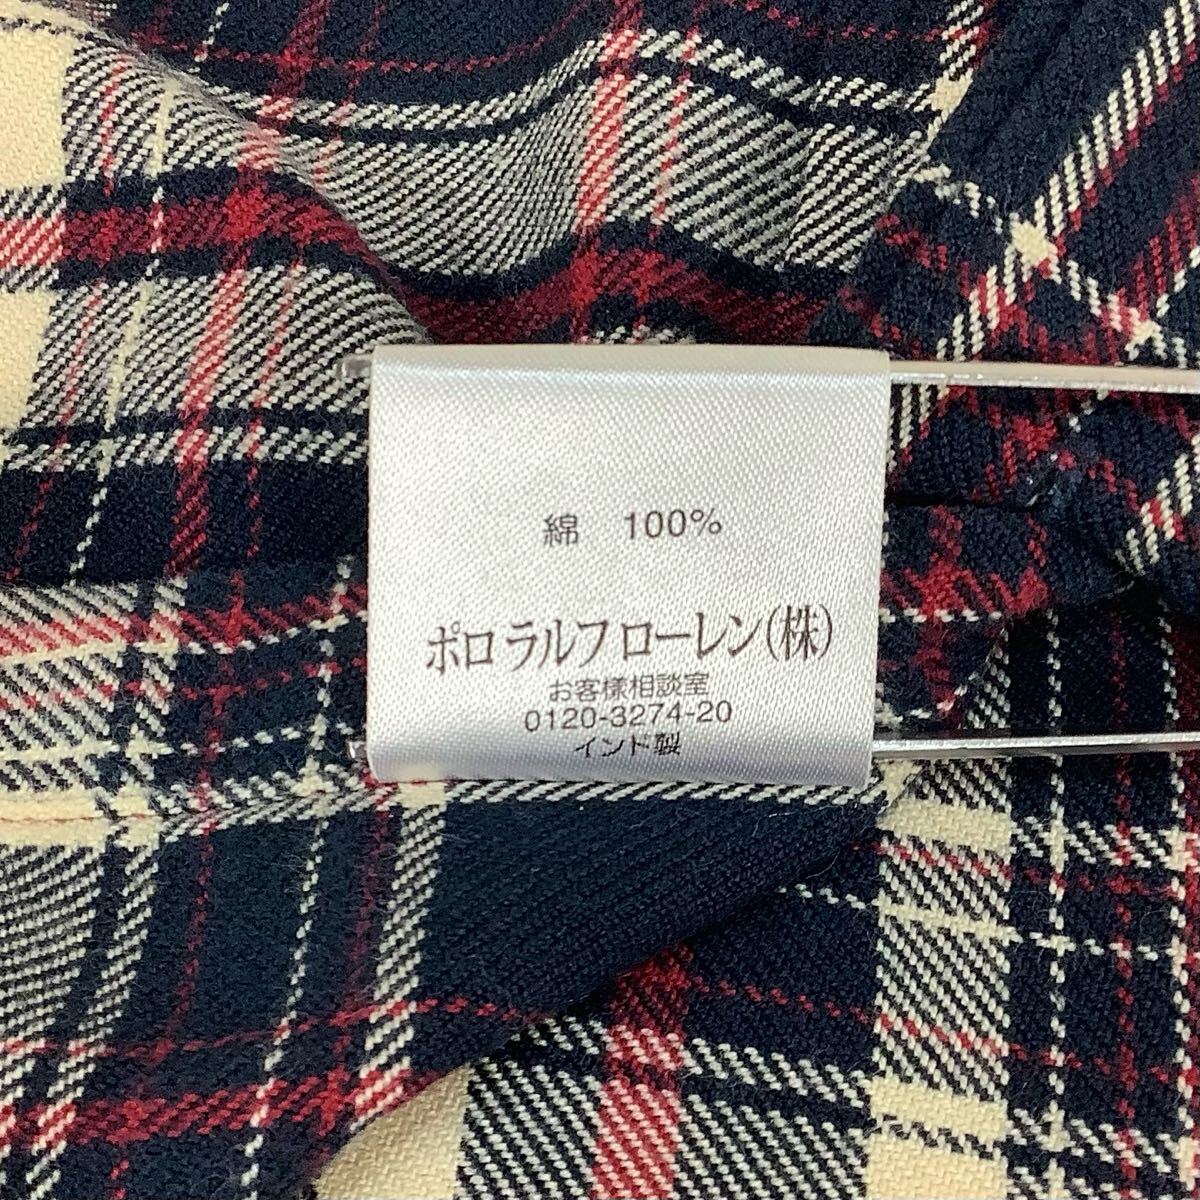 綿 100%
ポロ ラルフ ローレン(株)
お客様相談室
0120-3274-20
インド製